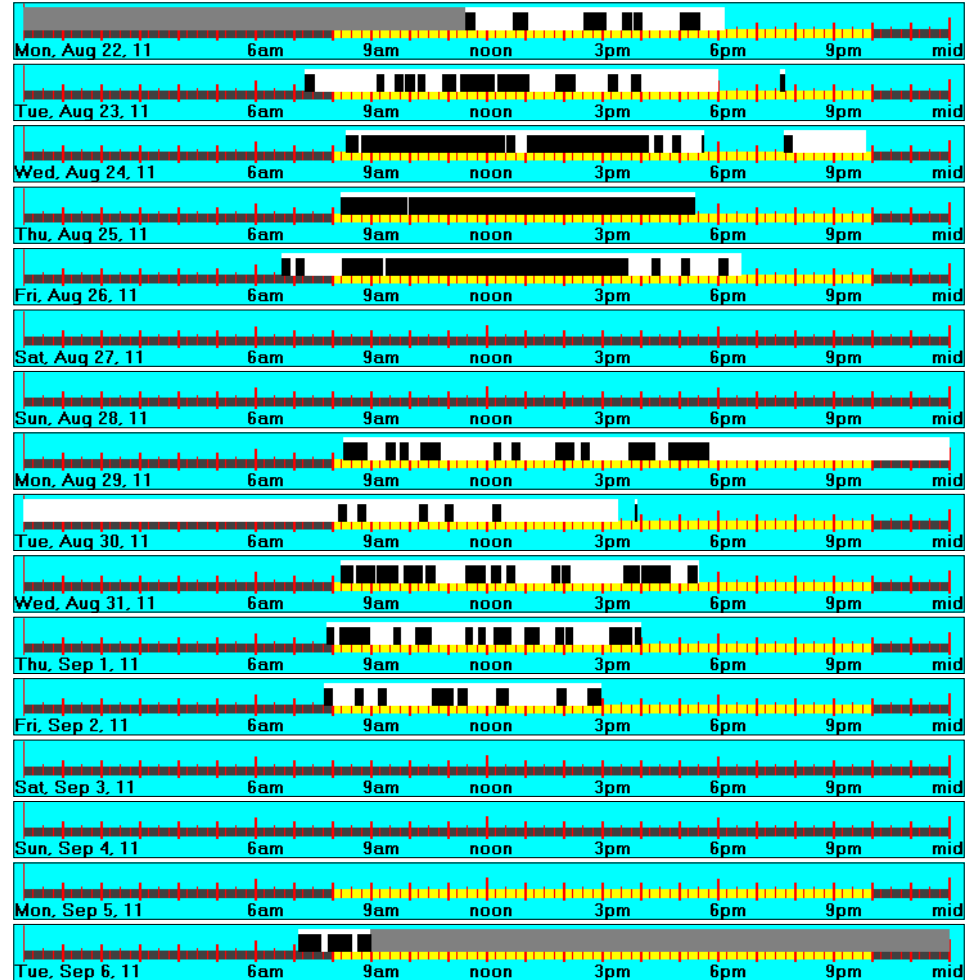 Mon, Aug 22, 11 6am 9am noon 3pm 6pm 9pm mid
Tue, Aug 23, 11 6am 9am noon 3pm 6pm 9pm mid
Wed, Aug 24, 11 6am 9am noon 3pm 6pm 9pm mid
Thu, Aug 25, 11 6am 9am noon 3pm 6pm 9pm mid
Fri, Aug 26, 11 6am 9am noon 3pm 6pm 9pm mid
Sat, Aug 27, 11 6am 9am noon 3pm 6pm 9pm mid
Sun, Aug 28, 11 6am 9am noon 3pm 6pm 9pm mid
Mon, Aug 29, 11 6am 9am noon 3pm 6pm 9pm mid
Tue, Aug 30, 11 6am 9am noon 3pm 6pm 9pm mid
Wed, Aug 31, 11 6am 9am noon 3pm 6pm 9pm mid
Thu, Sep 1, 11 6am 9am noon 3pm 6pm 9pm mid
Fri, Sep 2, 11 6am 9am noon 3pm 6pm 9pm mid
Sat, Sep 3, 11 6am 9am noon 3pm 6pm 9pm mid
Sun, Sep 4, 11 6am 9am noon 3pm 6pm 9pm mid
Mon, Sep 5, 11 6am 9am noon 3pm 6pm 9pm mid
Tue, Sep 6, 11 6am 9am noon 3pm 6pm 9pm mid